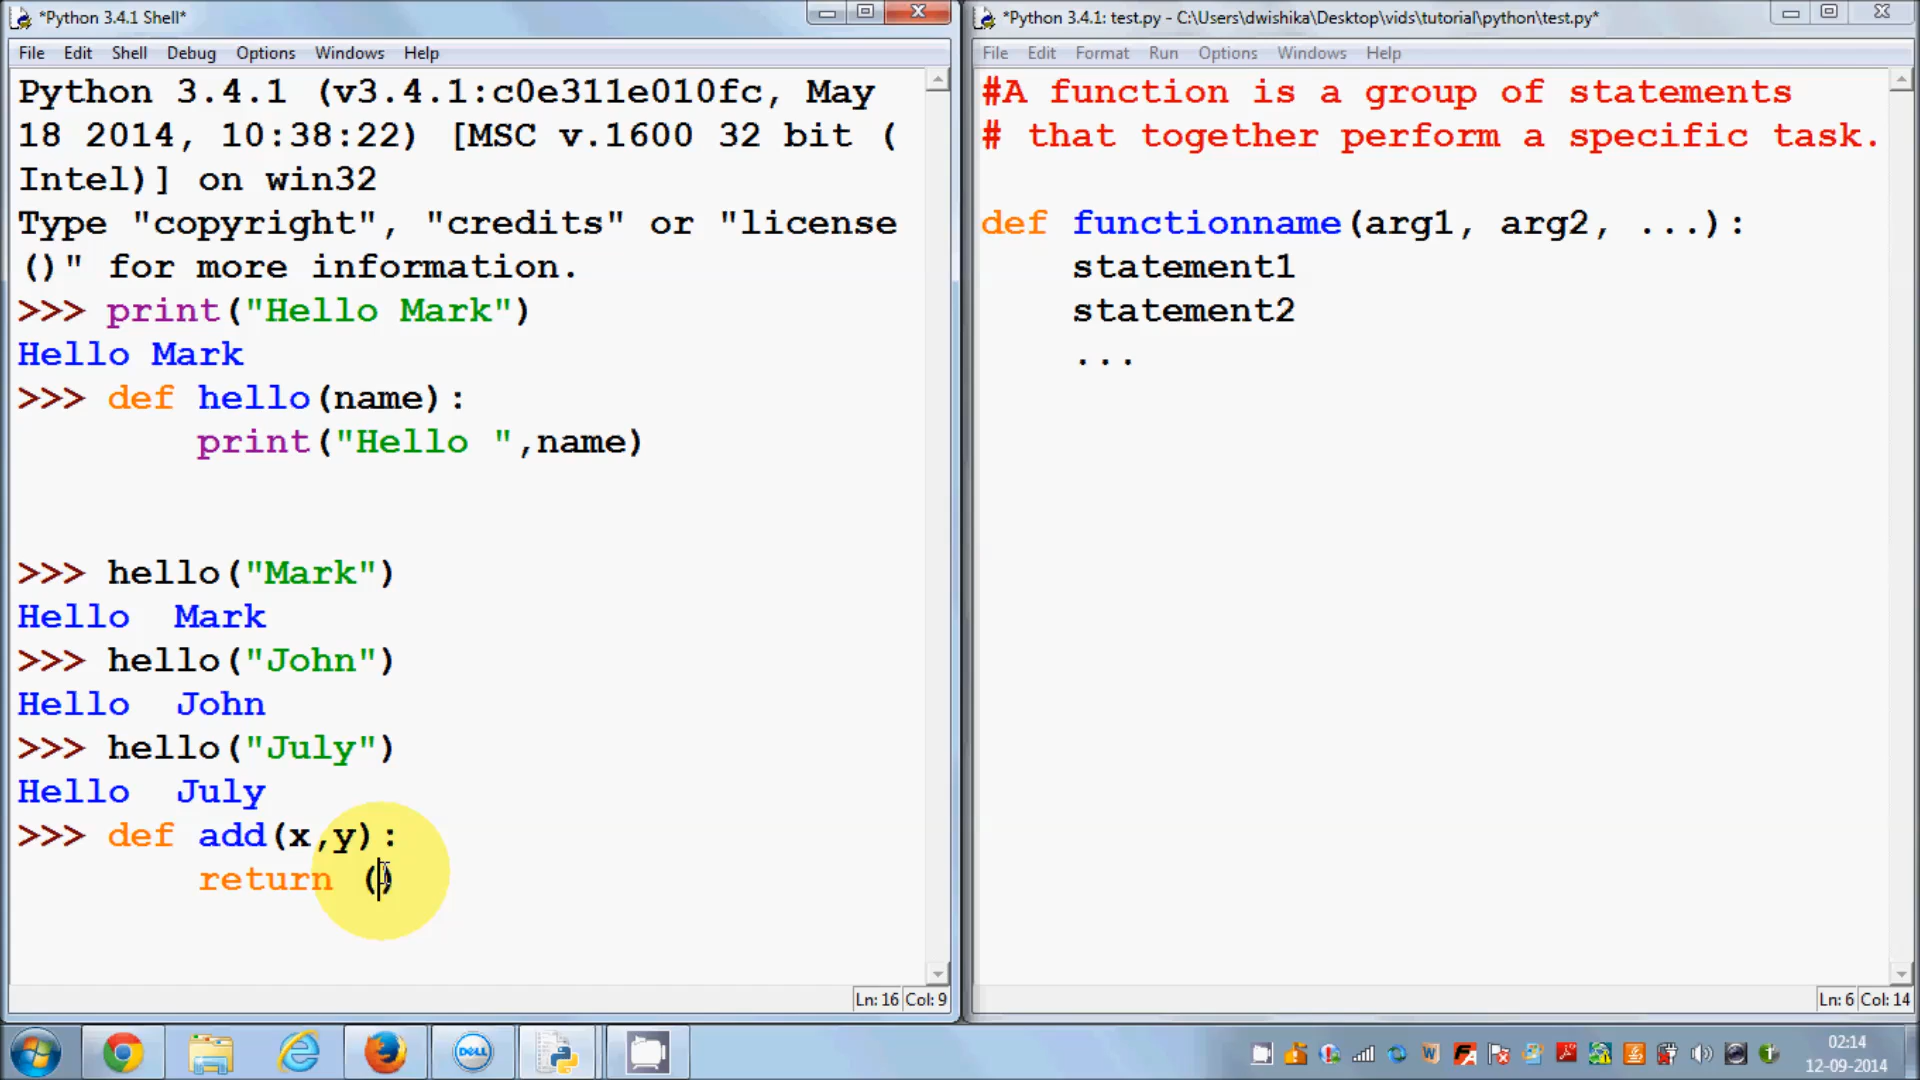 *Python 3.4.1 Shell*
File Edit Shell Debug Options Windows Help
Python 3.4.1 (v3.4.1:c0e311e010fc, May
18 2014, 10:38:22) [MSC v.1600 32 bit (
Intel)] on win32
Type "copyright", "credits" or "license
()" for more information.
>>> print("Hello Mark")
Hello Mark
>>> def hello(name):
print("Hello ",name)
>>> hello("Mark")
Hello  Mark
>>> hello("John")
Hello  John
>>> hello("July")
Hello  July
>>> def add(x,y):
return ()
Ln: 16 Col: 9
*Python 3.4.1: test.py - C:\Users\dwishika\Desktop\vids\tutorial\python\test.py*
File Edit Format Run Options Windows Help
#A function is a group of statements
# that together perform a specific task.
def functionname(arg1, arg2, ...):
statement1
statement2
...
Ln: 6 Col: 14
DELL
02:14
12-09-2014